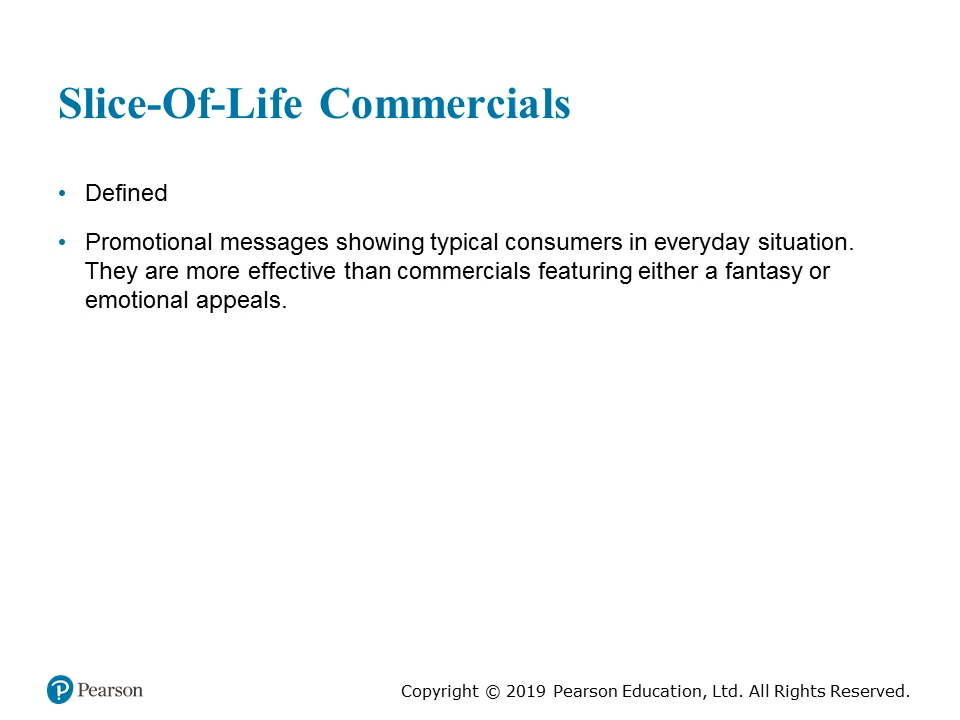 Slice-Of-Life Commercials
• Defined
• Promotional messages showing typical consumers in everyday situation.
They are more effective than commercials featuring either a fantasy or
emotional appeals.
Pearson
Copyright © 2019 Pearson Education, Ltd. All Rights Reserved.